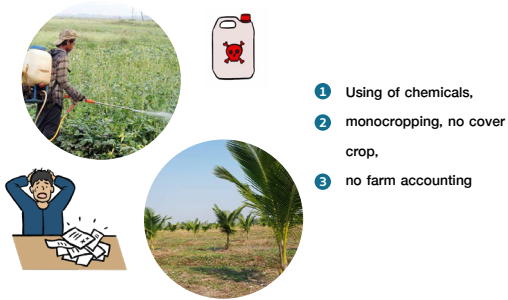 1 Using of chemicals,
2 monocropping, no cover
crop,
3 no farm accounting